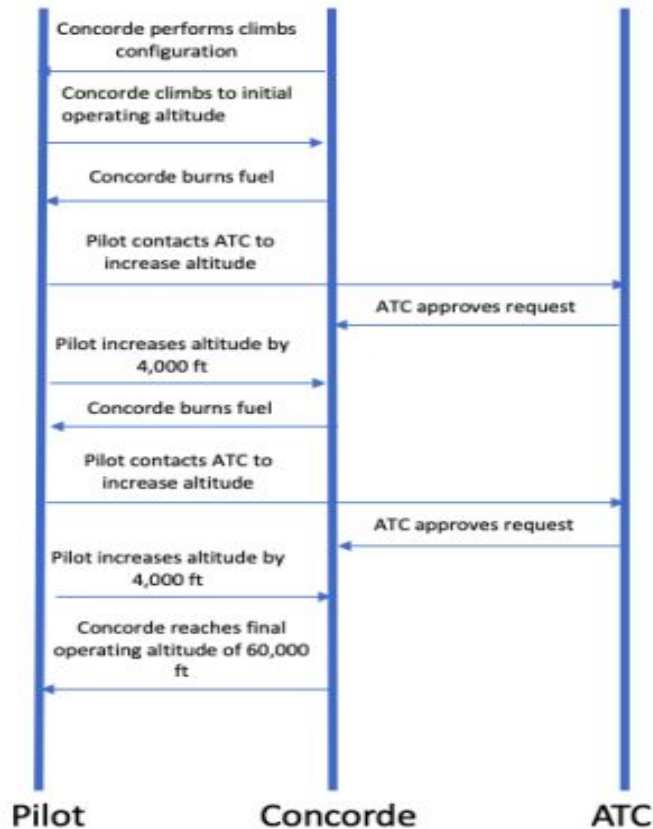 Concorde performs climbs
configuration
Concorde climbs to initial
operating altitude
Concorde burns fuel
Pilot contacts ATC to
increase altitude
ATC approves request
Pilot increases altitude by
4,000 ft
Concorde burns fuel
Pilot contacts ATC to
increase altitude
ATC approves request
Pilot increases altitude by
4,000 ft
Concorde reaches final
operating altitude of 60,000
ft
Pilot
Concorde
ATC